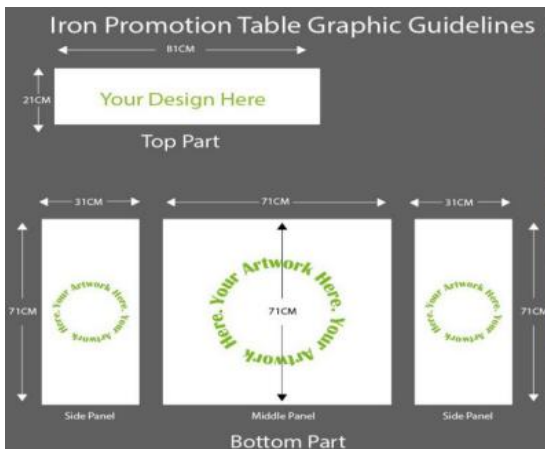 Iron Promotion Table Graphic Guidelines
81CM
21CM
Your Design Here
Top Part
31CM
71CM
31CM
71CM
Here. Your Artwork Here. Your Artwork
Here. Your Artwork Here. Your Artwork
71CM
Here. Your Artwork Here. Your Artwork
71CM
Side Panel
Middle Panel
Side Panel
Bottom Part